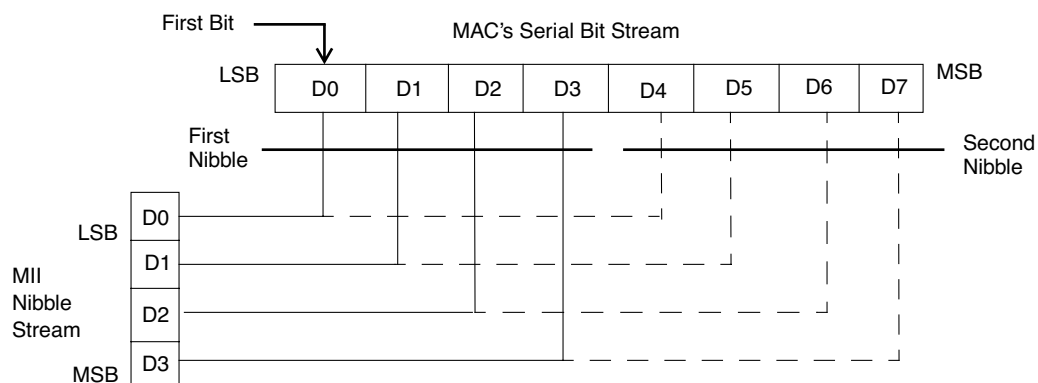 First Bit
MAC's Serial Bit Stream
LSB
D0 D1 D2 D3 D4 D5 D6 D7
MSB
First
Nibble
Second
Nibble
LSB
D0
D1
MII
Nibble
Stream
D2
D3
MSB